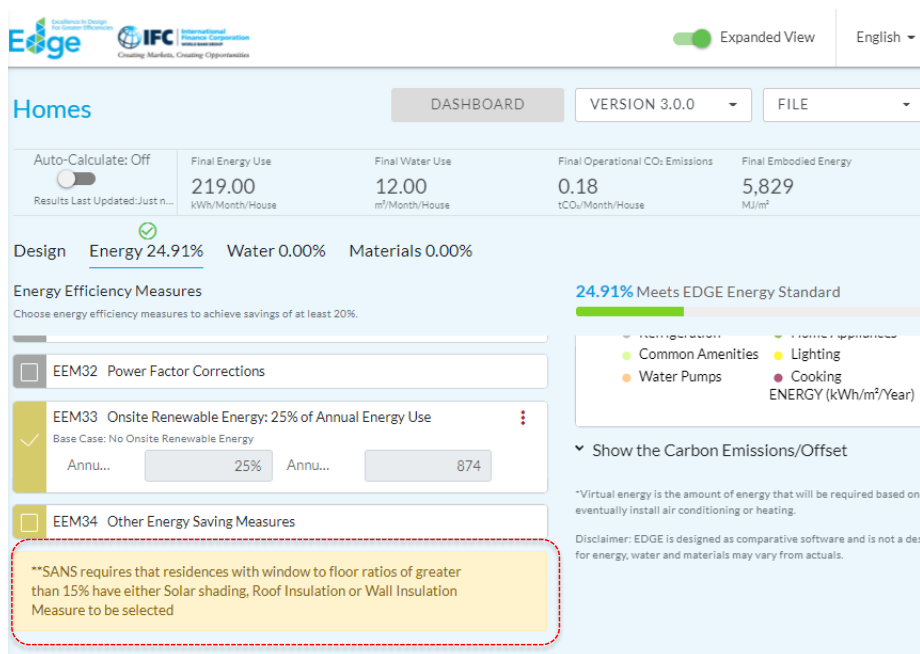 Excellence in Design
For Greater Efficiencies
Edge
IFC International
Finance Corporation
WORLD BANK GROUP
Creating Markets, Creating Opportunities
Expanded View
English
Homes
DASHBOARD
VERSION 3.0.0
FILE
Auto-Calculate: Off
Results Last Updated:Just n...
Final Energy Use
219.00
kWh/Month/House
Final Water Use
12.00
m³/Month/House
Final Operational CO₂ Emissions
0.18
tCO₂/Month/House
Final Embodied Energy
5,829
MJ/m²
Design Energy 24.91% Water 0.00% Materials 0.00%
Energy Efficiency Measures
Choose energy efficiency measures to achieve savings of at least 20%.
EEM32 Power Factor Corrections
EEM33 Onsite Renewable Energy: 25% of Annual Energy Use
Base Case: No Onsite Renewable Energy
Annu... 25% Annu... 874
EEM34 Other Energy Saving Measures
**SANS requires that residences with window to floor ratios of greater
than 15% have either Solar shading, Roof Insulation or Wall Insulation
Measure to be selected
24.91% Meets EDGE Energy Standard
Refrigeration Home Appliances
Common Amenities Lighting
Water Pumps Cooking
ENERGY (kWh/m²/Year)
Show the Carbon Emissions/Offset
*Virtual energy is the amount of energy that will be required based on
eventually install air conditioning or heating.
Disclaimer: EDGE is designed as comparative software and is not a des
for energy, water and materials may vary from actuals.